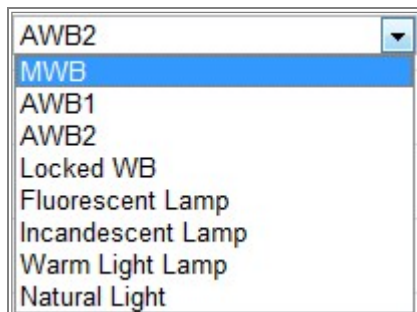 AWB2
MWB
AWB1
AWB2
Locked WB
Fluorescent Lamp
Incandescent Lamp
Warm Light Lamp
Natural Light